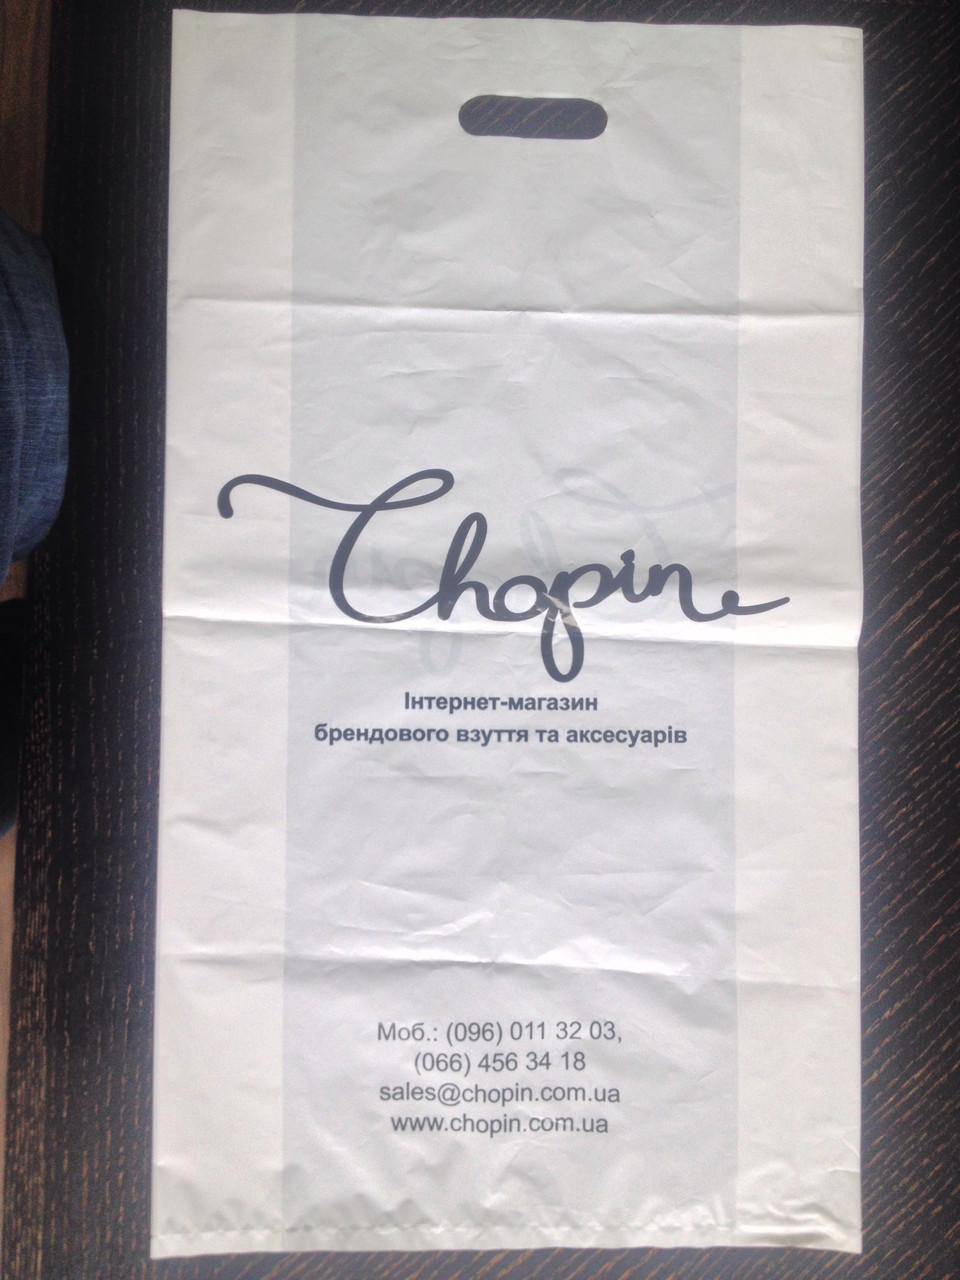 Chopin
Інтернет-магазин
брендового взуття та аксесуарів
Моб.: (096) 011 32 03,
(066) 456 34 18
sales@chopin.com.ua
www.chopin.com.ua